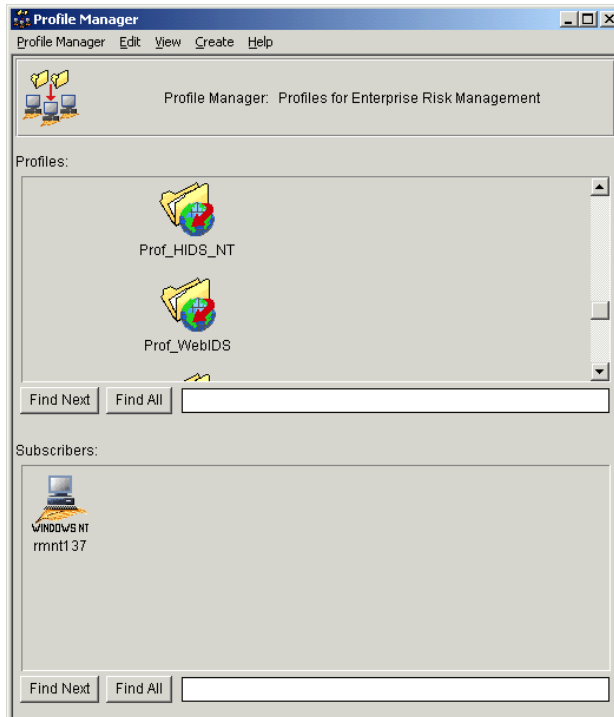 Profile Manager
Profile Manager Edit View Create Help
Profile Manager: Profiles for Enterprise Risk Management
Profiles:
Prof_HIDS_NT
Prof_WebIDS
Find Next Find All
Subscribers:
WINDOWS NT
rmnt137
Find Next Find All